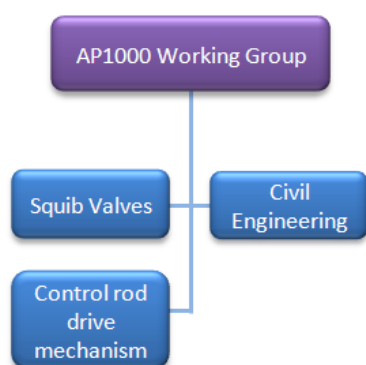 AP1000 Working Group
Squib Valves
Civil
Engineering
Control rod
drive
mechanism